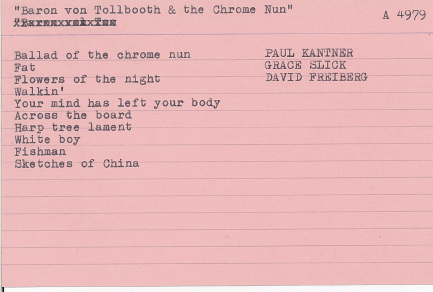 "Baron von Tollbooth & the Chrome Nun"
A 4979
Ballad of the chrome nun PAUL KANTNER
Fat GRACE SLICK
Flowers of the night DAVID FREIBERG
Walkin'
Your mind has left your body
Across the board
Harp tree lament
White boy
Fishman
Sketches of China